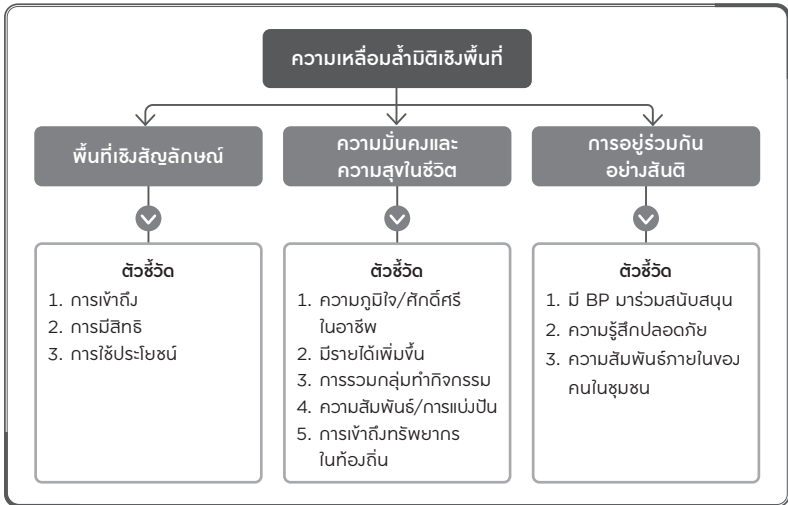 ความเหลื่อมล้ำมิติเชิงพื้นที่
พื้นที่เชิงสัญลักษณ์
ความมั่นคงและ
ความสุขในชีวิต
การอยู่ร่วมกัน
อย่างสันติ
ตัวชี้วัด
1. การเข้าถึง
2. การมีสิทธิ
3. การใช้ประโยชน์
ตัวชี้วัด
1. ความภูมิใจ/ศักดิ์ศรี
ในอาชีพ
2. มีรายได้เพิ่มขึ้น
3. การรวมกลุ่มทำกิจกรรม
4. ความสัมพันธ์/การแบ่งปัน
5. การเข้าถึงทรัพยากร
ในท้องถิ่น
ตัวชี้วัด
1. มี BP มาร่วมสนับสนุน
2. ความรู้สึกปลอดภัย
3. ความสัมพันธ์ภายในของ
คนในชุมชน